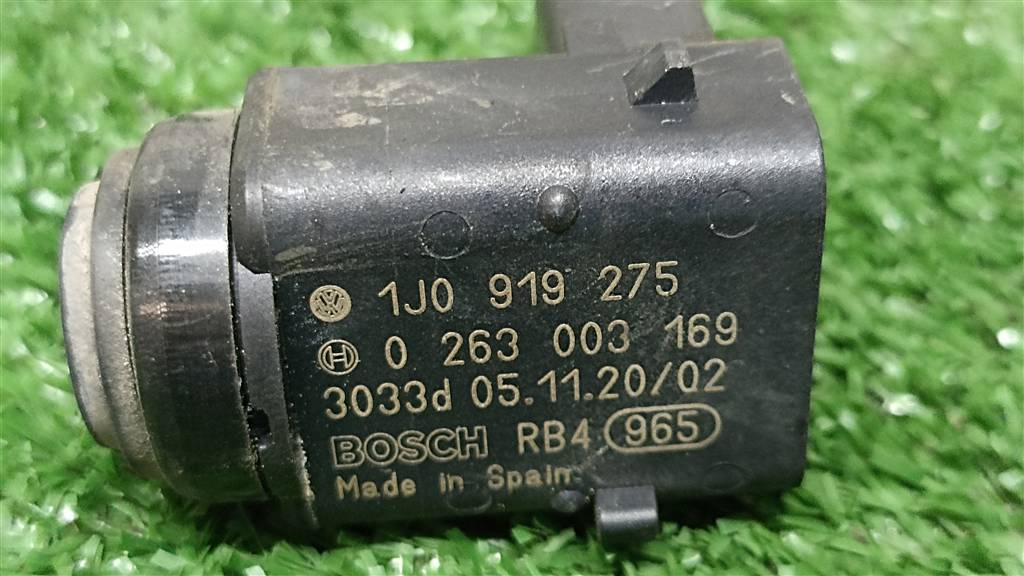 1J0 919 275
0 263 003 169
3033d 05.11.20/02
BOSCH RB4 965
Made in Spain